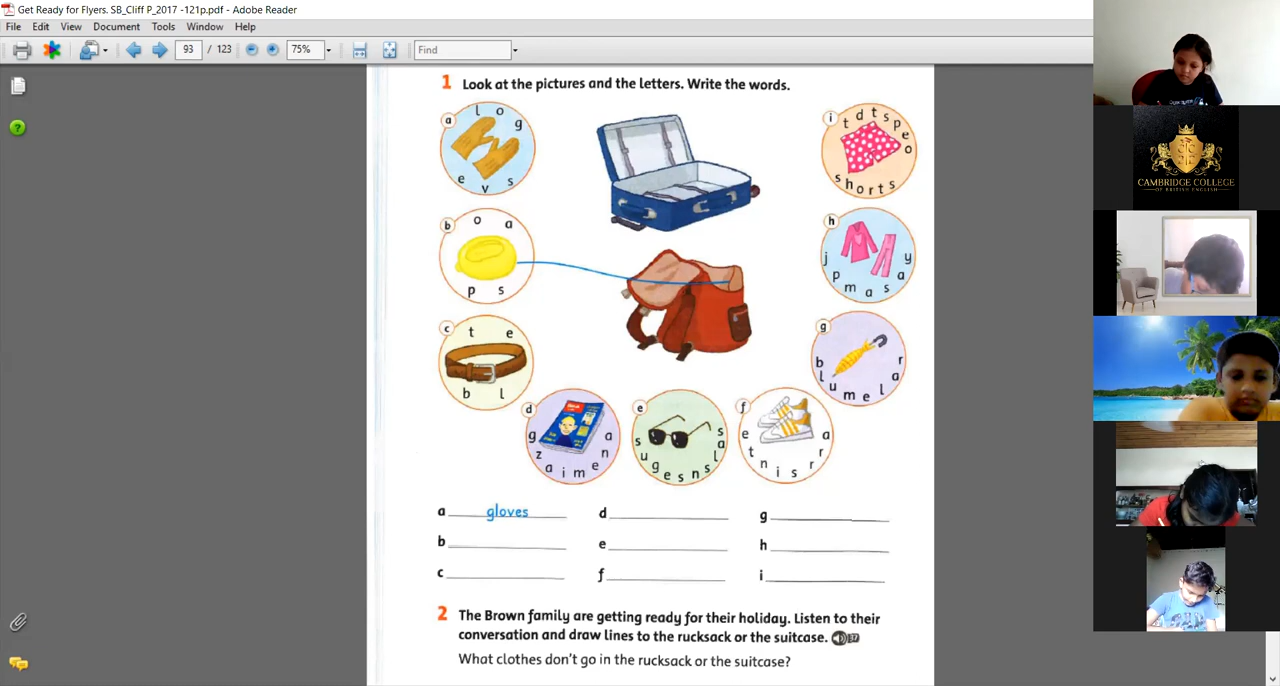 Get Ready for Flyers. SB_Cliff P_2017 -121p.pdf - Adobe Reader
File Edit View Document Tools Window Help
93 / 123 75% Find
1 Look at the pictures and the letters. Write the words.
a l o g e v s
i t d t s p e o s h o r t s
b o a p s
h j p m a s a y
c t e b l
g b l u m e l a r
d g z a i m e n a
e s u g e s n s l a s
f e t n i s r r a
a gloves d g
b e h
c f i
2 The Brown family are getting ready for their holiday. Listen to their
conversation and draw lines to the rucksack or the suitcase. 37
What clothes don't go in the rucksack or the suitcase?
CAMBRIDGE COLLEGE
OF BRITISH ENGLISH